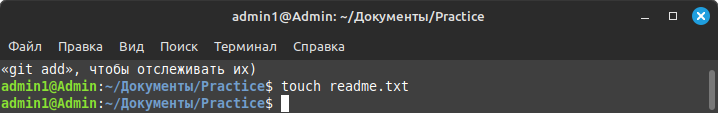 admin1@Admin: ~/Документы/Practice
Файл Правка Вид Поиск Терминал Справка
«git add», чтобы отслеживать их)
admin1@Admin:~/Документы/Practice$ touch readme.txt
admin1@Admin:~/Документы/Practice$